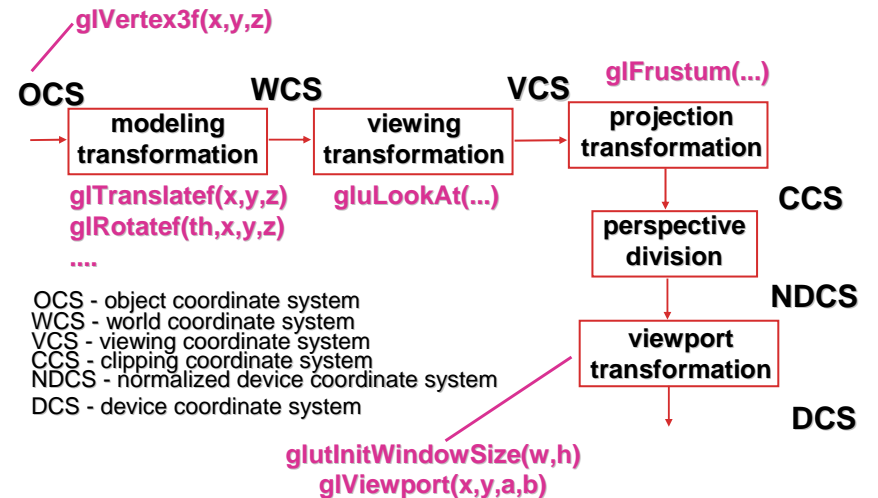 glVertex3f(x,y,z)
OCS
WCS
VCS
glFrustum(...)
modeling
transformation
viewing
transformation
projection
transformation
glTranslatef(x,y,z)
glRotatef(th,x,y,z)
....
gluLookAt(...)
CCS
perspective
division
NDCS
OCS - object coordinate system
WCS - world coordinate system
VCS - viewing coordinate system
CCS - clipping coordinate system
NDCS - normalized device coordinate system
DCS - device coordinate system
viewport
transformation
DCS
glutInitWindowSize(w,h)
glViewport(x,y,a,b)